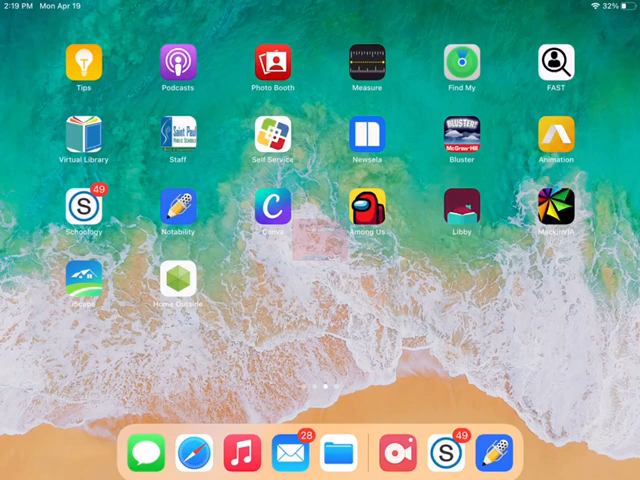 2:19 PM Mon Apr 19
32%
Tips
Podcasts
Photo Booth
Measure
Find My
FAST
BLUSTER!
McGraw-Hill
Saint Paul
Public Schools
Virtual Library
Staff
Self Service
Newsela
Bluster
Animation
49
S
C
Schoology
Notability
Canva
Among Us
Libby
MackinVIA
iScape
Home Outside
28
49
S